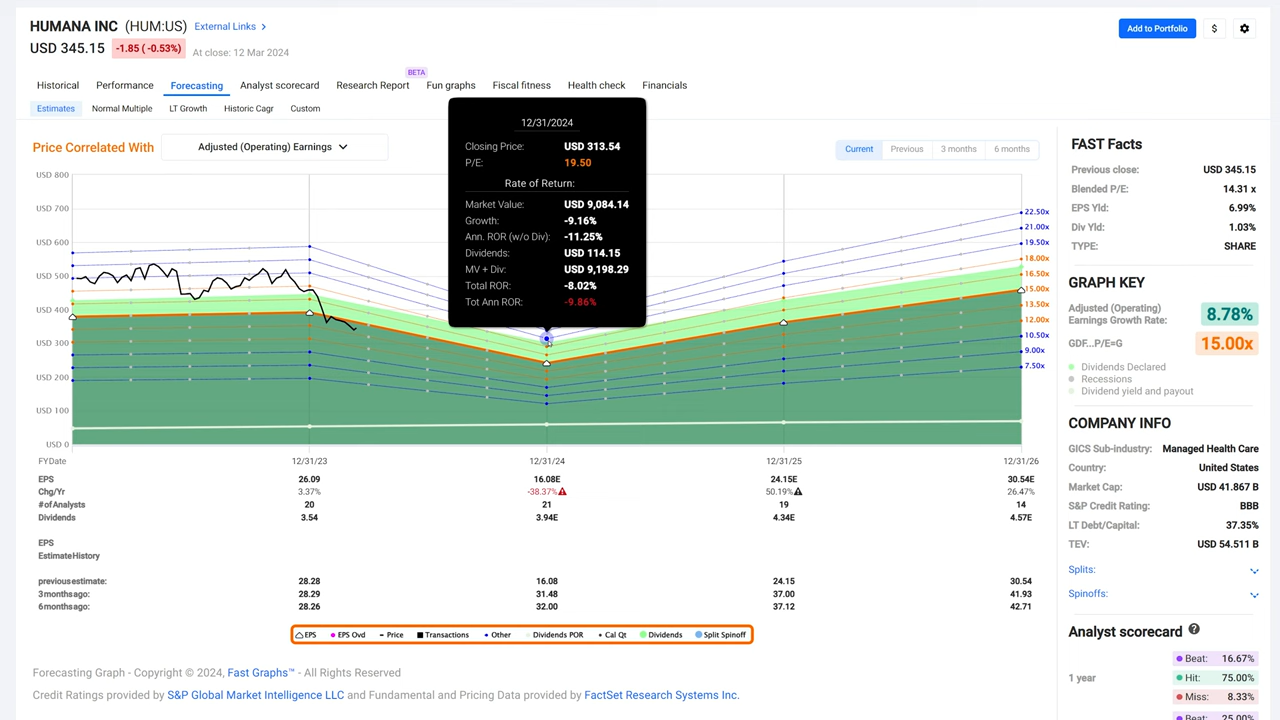 HUMANA INC (HUM:US) External Links >
USD 345.15 -1.85 ( -0.53%) At close: 12 Mar 2024
Add to Portfolio $
Historical Performance Forecasting Analyst scorecard Research Report BETA Fun graphs Fiscal fitness Health check Financials
Estimates Normal Multiple LT Growth Historic Cagr Custom
Price Correlated With Adjusted (Operating) Earnings
Current Previous 3 months 6 months
12/31/2024
Closing Price: USD 313.54
P/E: 19.50
Rate of Return:
Market Value: USD 9,084.14
Growth: -9.16%
Ann. ROR (w/o Div): -11.25%
Dividends: USD 114.15
MV + Div: USD 9,198.29
Total ROR: -8.02%
Tot Ann ROR: -9.86%
USD 800
USD 700
USD 600
USD 500
USD 400
USD 300
USD 200
USD 100
USD 0
22.50x
21.00x
19.50x
18.00x
16.50x
15.00x
13.50x
12.00x
10.50x
9.00x
7.50x
FY Date 12/31/23 12/31/24 12/31/25 12/31/26
EPS 26.09 16.08E 24.15E 30.54E
Chg/Yr 3.37% -38.37% 50.19% 26.47%
# of Analysts 20 21 19 14
Dividends 3.54 3.94E 4.34E 4.57E
EPS
Estimate History
previous estimate: 28.28 16.08 24.15 30.54
3 months ago: 28.29 31.48 37.00 41.93
6 months ago: 28.26 32.00 37.12 42.71
EPS EPS Ovd Price Transactions Other Dividends POR Cal Qt Dividends Split Spinoff
Forecasting Graph - Copyright © 2024, Fast Graphs™ - All Rights Reserved
Credit Ratings provided by S&P Global Market Intelligence LLC and Fundamental and Pricing Data provided by FactSet Research Systems Inc.
FAST Facts
Previous close: USD 345.15
Blended P/E: 14.31 x
EPS Yld: 6.99%
Div Yld: 1.03%
TYPE: SHARE
GRAPH KEY
Adjusted (Operating)
Earnings Growth Rate: 8.78%
GDF...P/E=G 15.00x
Dividends Declared
Recessions
Dividend yield and payout
COMPANY INFO
GICS Sub-industry: Managed Health Care
Country: United States
Market Cap: USD 41.867 B
S&P Credit Rating: BBB
LT Debt/Capital: 37.35%
TEV: USD 54.511 B
Splits:
Spinoffs:
Analyst scorecard ?
1 year
Beat: 16.67%
Hit: 75.00%
Miss: 8.33%
Beat: 25.00%